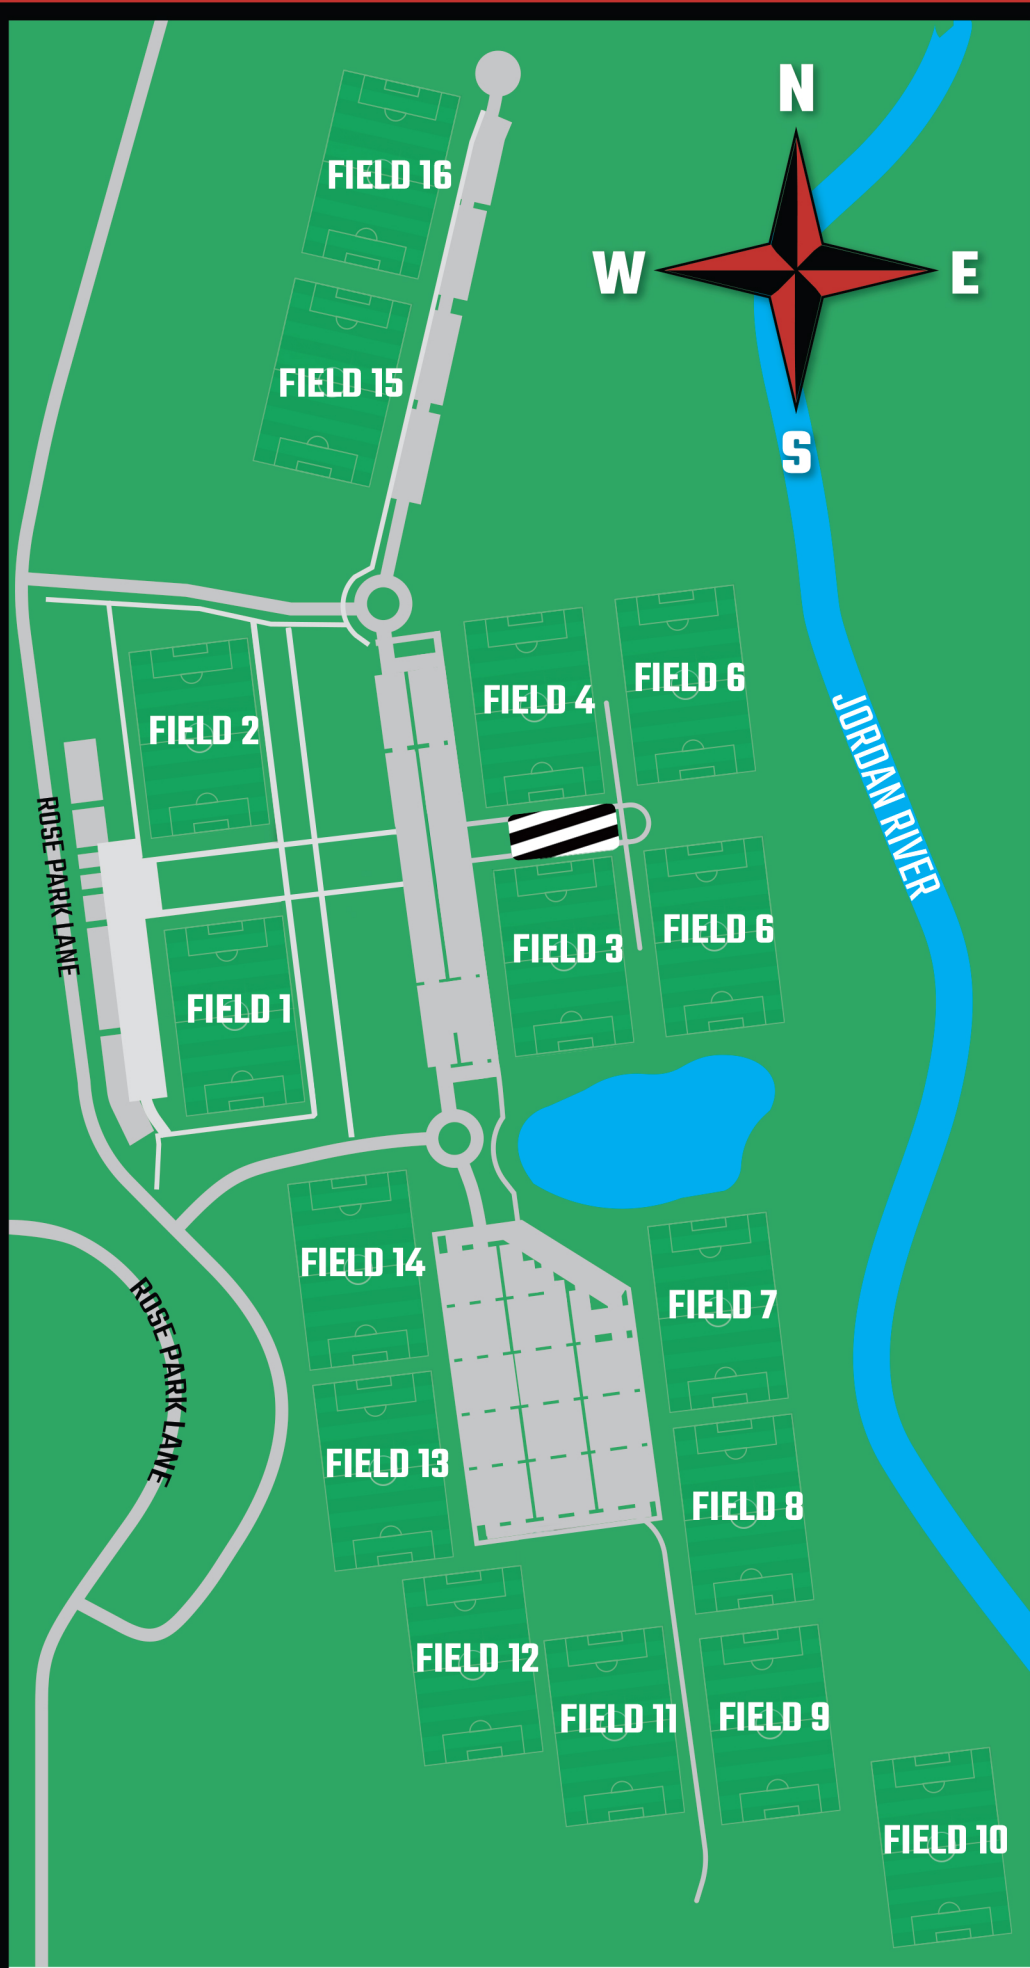 N
FIELD 16
W
E
FIELD 15
S
FIELD 6
FIELD 4
FIELD 2
JORDAN RIVER
ROSE PARK LANE
FIELD 6
FIELD 3
FIELD 1
FIELD 14
FIELD 7
ROSE PARK LANE
FIELD 13
FIELD 8
FIELD 12
FIELD 11
FIELD 9
FIELD 10